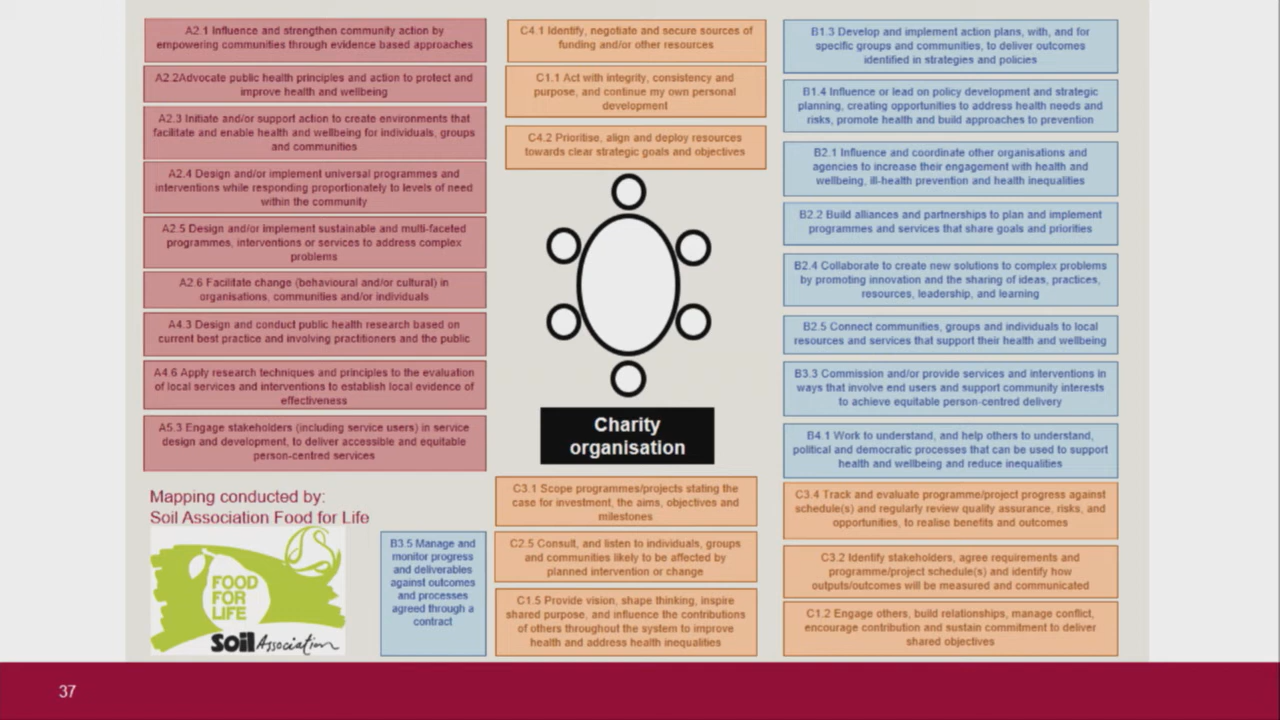 A2.1 Influence and strengthen community action by
empowering communities through evidence based approaches
A2.2Advocate public health principles and action to protect and
improve health and wellbeing
A2.3 Initiate and/or support action to create environments that
facilitate and enable health and wellbeing for individuals, groups
and communities
A2.4 Design and/or implement universal programmes and
interventions while responding proportionately to levels of need
within the community
A2.5 Design and/or implement sustainable and multi-faceted
programmes, interventions or services to address complex
problems
A2.6 Facilitate change (behavioural and/or cultural) in
organisations, communities and/or individuals
A4.3 Design and conduct public health research based on
current best practice and involving practitioners and the public
A4.6 Apply research techniques and principles to the evaluation
of local services and interventions to establish local evidence of
effectiveness
A5.3 Engage stakeholders (including service users) in service
design and development, to deliver accessible and equitable
person-centred services
Mapping conducted by:
Soil Association Food for Life
FOOD
FOR
LIFE
Soil Association
B3.5 Manage and
monitor progress
and deliverables
against outcomes
and processes
agreed through a
contract
C4.1 Identify, negotiate and secure sources of
funding and/or other resources
C1.1 Act with integrity, consistency and
purpose, and continue my own personal
development
C4.2 Prioritise, align and deploy resources
towards clear strategic goals and objectives
Charity
organisation
C3.1 Scope programmes/projects stating the
case for investment, the aims, objectives and
milestones
C2.5 Consult, and listen to individuals, groups
and communities likely to be affected by
planned intervention or change
C1.5 Provide vision, shape thinking, inspire
shared purpose, and influence the contributions
of others throughout the system to improve
health and address health inequalities
B1.3 Develop and implement action plans, with, and for
specific groups and communities, to deliver outcomes
identified in strategies and policies
B1.4 Influence or lead on policy development and strategic
planning, creating opportunities to address health needs and
risks, promote health and build approaches to prevention
B2.1 Influence and coordinate other organisations and
agencies to increase their engagement with health and
wellbeing, ill-health prevention and health inequalities
B2.2 Build alliances and partnerships to plan and implement
programmes and services that share goals and priorities
B2.4 Collaborate to create new solutions to complex problems
by promoting innovation and the sharing of ideas, practices,
resources, leadership, and learning
B2.5 Connect communities, groups and individuals to local
resources and services that support their health and wellbeing
B3.3 Commission and/or provide services and interventions in
ways that involve end users and support community interests
to achieve equitable person-centred delivery
B4.1 Work to understand, and help others to understand,
political and democratic processes that can be used to support
health and wellbeing and reduce inequalities
C3.4 Track and evaluate programme/project progress against
schedule(s) and regularly review quality assurance, risks, and
opportunities, to realise benefits and outcomes
C3.2 Identify stakeholders, agree requirements and
programme/project schedule(s) and identify how
outputs/outcomes will be measured and communicated
C1.2 Engage others, build relationships, manage conflict,
encourage contribution and sustain commitment to deliver
shared objectives
37